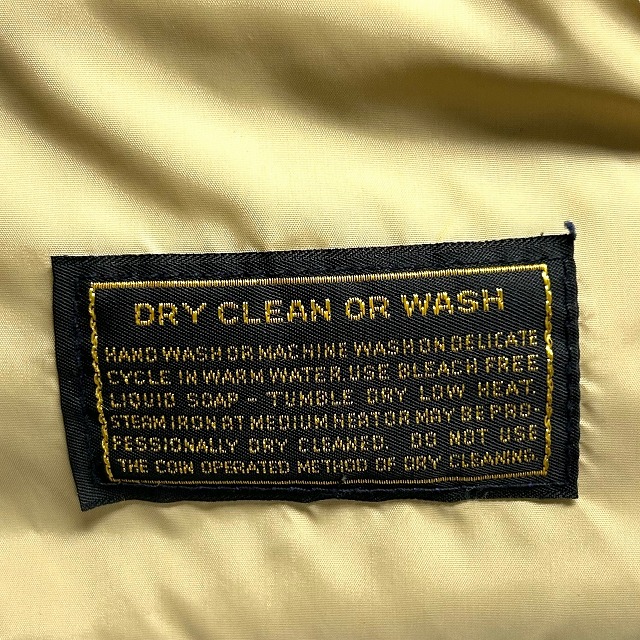 DRY CLEAN OR WASH
HAND WASH OR MACHINE WASH ON DELICATE
CYCLE IN WARM WATER. USE BLEACH FREE
LIQUID SOAP - TUMBLE DRY LOW HEAT.
STEAM IRON AT MEDIUM HEAT OR MAY BE PRO-
FESSIONALLY DRY CLEANED. DO NOT USE
THE COIN OPERATED METHOD OF DRY CLEANING.